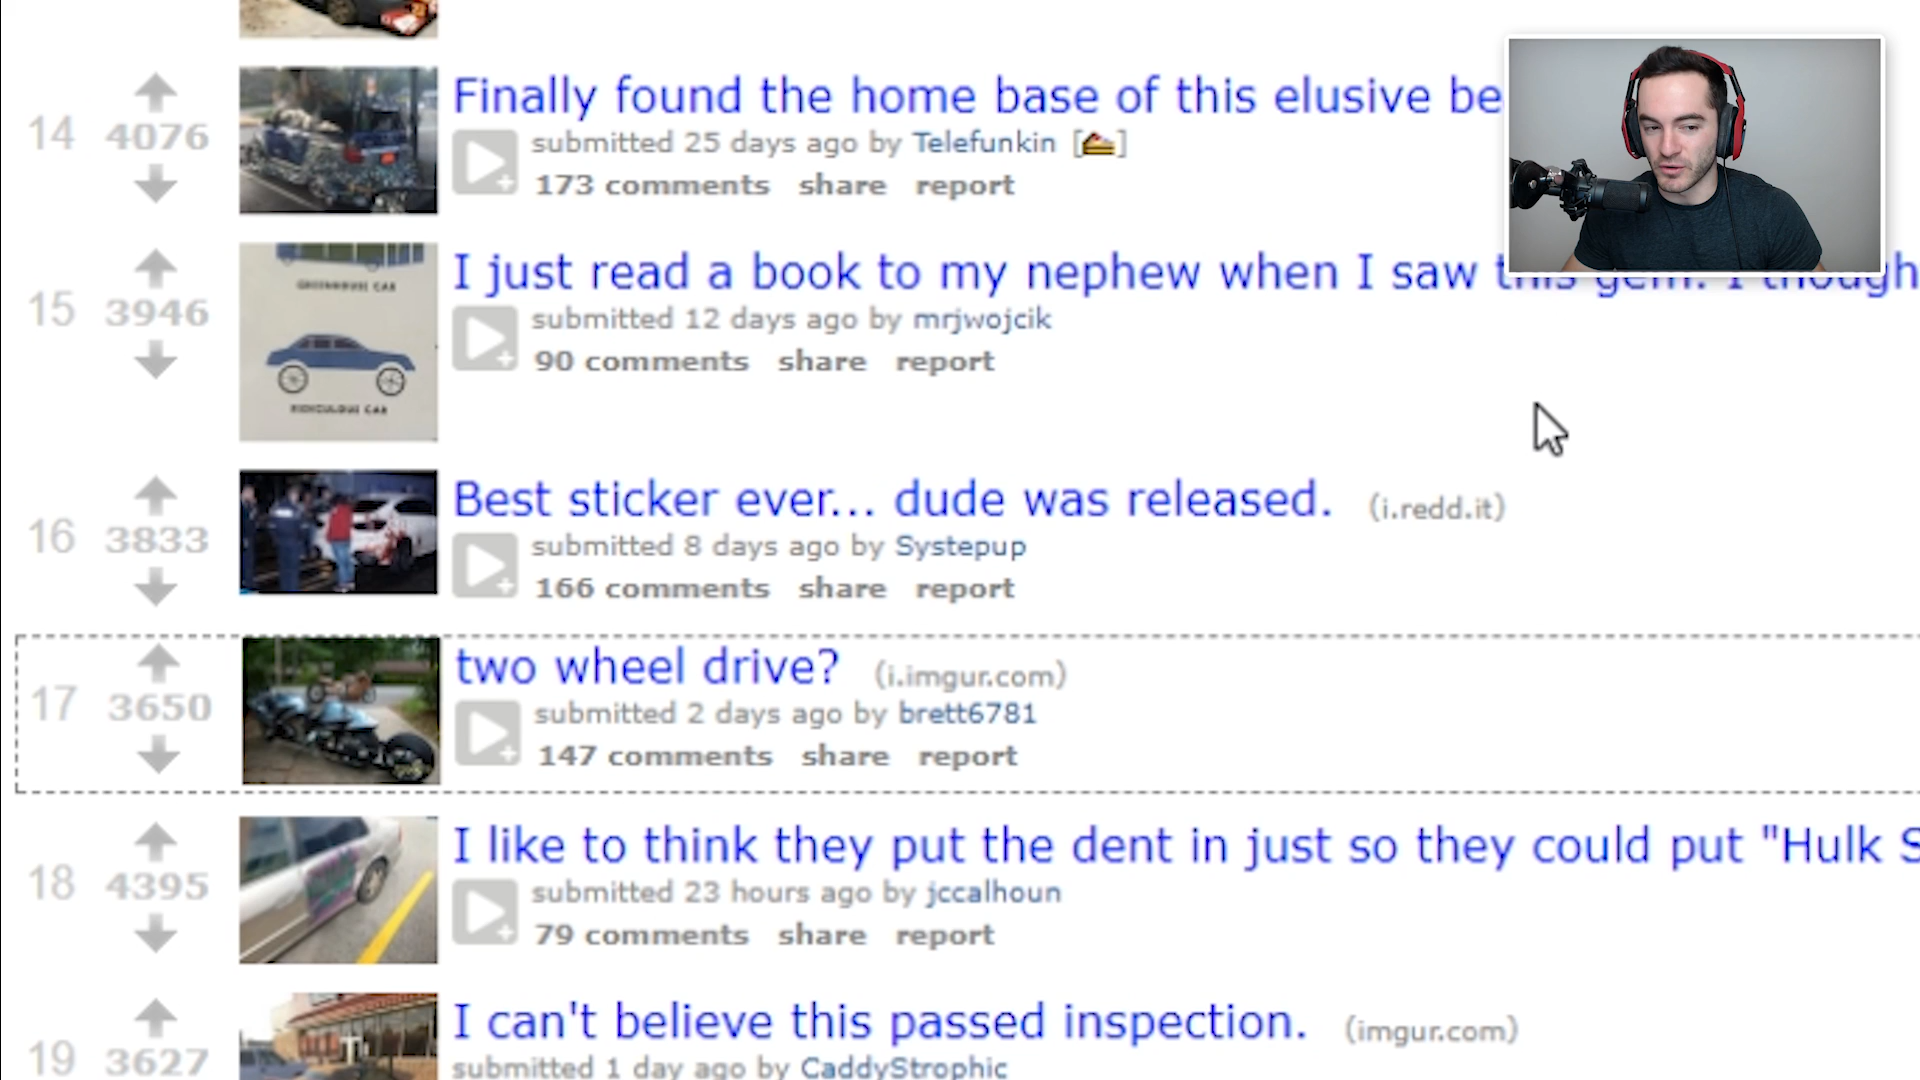 14
4076
Finally found the home base of this elusive be
submitted 25 days ago by Telefunkin []
173 comments share report
15
3946
GREENHOUSE CAR
RIDICULOUS CAR
I just read a book to my nephew when I saw this gem. I though
submitted 12 days ago by mrjwojcik
90 comments share report
16
3833
Best sticker ever... dude was released. (i.redd.it)
submitted 8 days ago by Systepup
166 comments share report
17
3650
two wheel drive? (i.imgur.com)
submitted 2 days ago by brett6781
147 comments share report
18
4395
I like to think they put the dent in just so they could put "Hulk S
submitted 23 hours ago by jccalhoun
79 comments share report
19
3627
I can't believe this passed inspection. (imgur.com)
submitted 1 day ago by CaddyStrophic